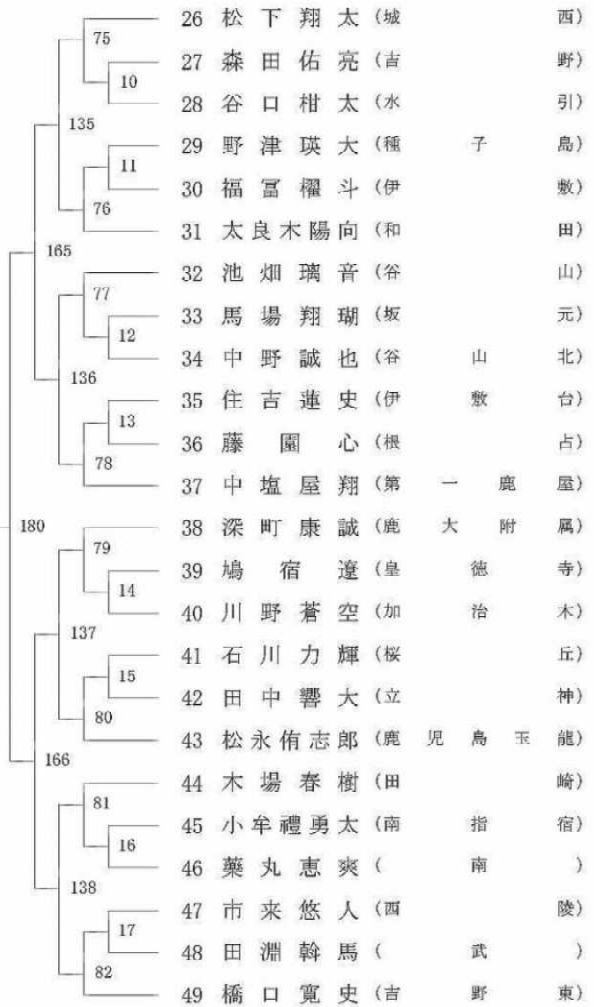 26 松下翔太 (城西)
75
27 森田佑亮 (吉野)
10
28 谷口柑太 (水引)
135
29 野津瑛大 (種子島)
11
30 福冨櫂斗 (伊敷)
76
31 太良木陽向 (和田)
165
32 池畑璃音 (谷山)
77
33 馬場翔瑚 (坂元)
12
34 中野誠也 (谷山北)
136
35 住吉蓮史 (伊敷台)
13
36 藤園心 (根占)
78
37 中塩屋翔 (第一鹿屋)
180
38 深町康誠 (鹿大附属)
79
39 鳩宿遼 (皇徳寺)
14
40 川野蒼空 (加治木)
137
41 石川力輝 (桜丘)
15
42 田中響大 (立神)
80
43 松永侑志郎 (鹿児島玉龍)
166
44 木場春樹 (田崎)
81
45 小牟禮勇太 (南指宿)
16
46 薬丸恵爽 (南)
138
47 市来悠人 (西陵)
17
48 田淵斡馬 (武)
82
49 橋口寛史 (吉野東)